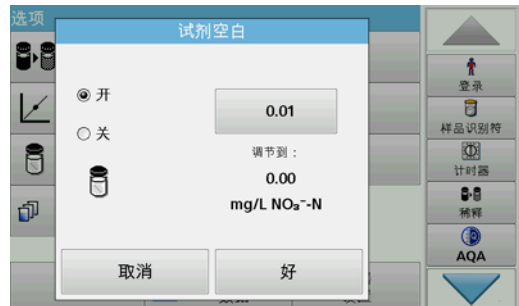 选项
试剂空白
开
关
0.01
调节到：
0.00
mg/L NO₃⁻-N
取消
好
登录
样品识别符
计时器
稀释
AQA